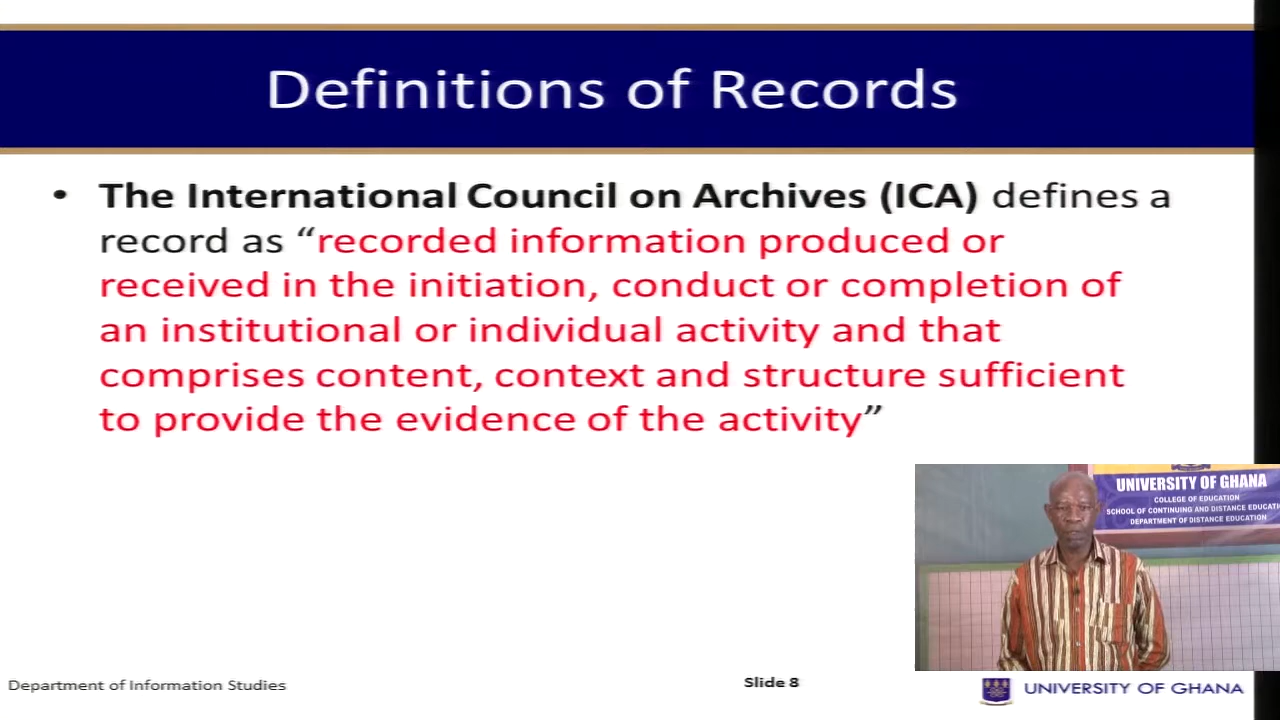 Definitions of Records
• The International Council on Archives (ICA) defines a
record as “recorded information produced or
received in the initiation, conduct or completion of
an institutional or individual activity and that
comprises content, context and structure sufficient
to provide the evidence of the activity”
UNIVERSITY OF GHANA
COLLEGE OF EDUCATION
SCHOOL OF CONTINUING AND DISTANCE EDUCATI
DEPARTMENT OF DISTANCE EDUCATION
Department of Information Studies
Slide 8
UNIVERSITY OF GHANA